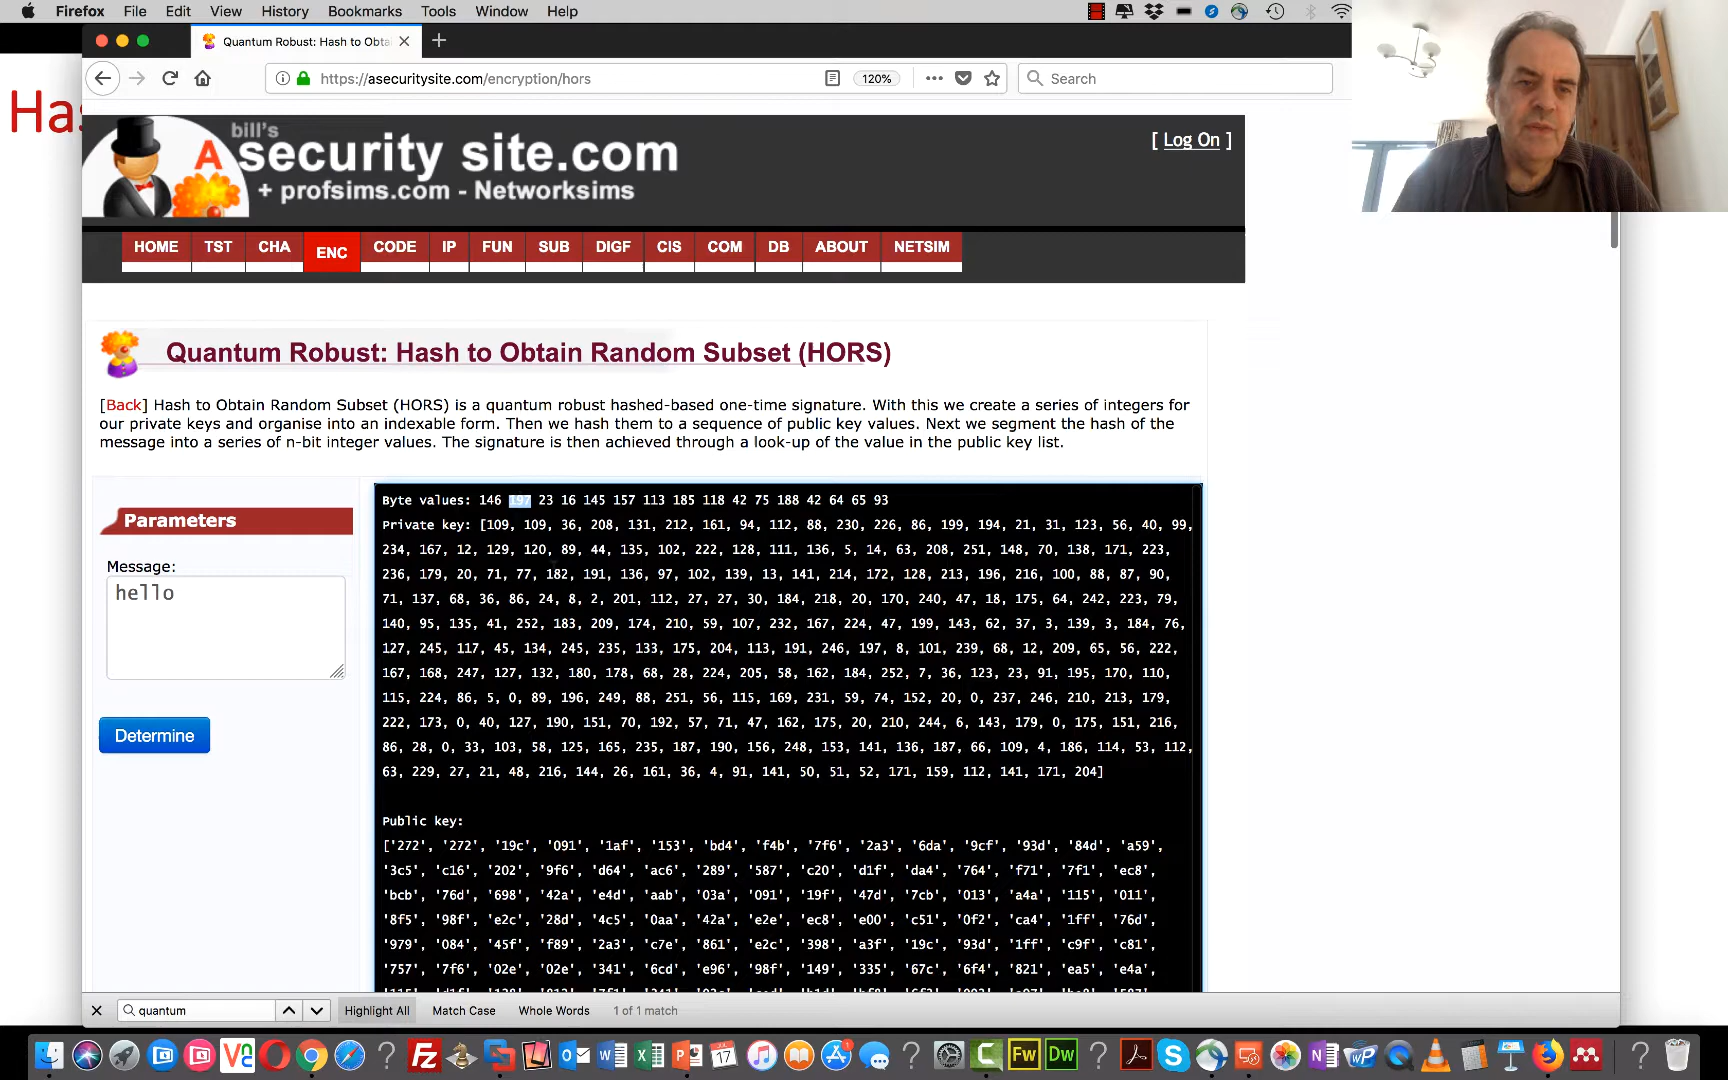 Firefox File Edit View History Bookmarks Tools Window Help
Quantum Robust: Hash to Obta
https://asecuritysite.com/encryption/hors
120%
Search
Has
bill's
A security site.com
+ profsims.com - Networksims
[ Log On ]
HOME TST CHA ENC CODE IP FUN SUB DIGF CIS COM DB ABOUT NETSIM
Quantum Robust: Hash to Obtain Random Subset (HORS)
[Back] Hash to Obtain Random Subset (HORS) is a quantum robust hashed-based one-time signature. With this we create a series of integers for
our private keys and organise into an indexable form. Then we hash them to a sequence of public key values. Next we segment the hash of the
message into a series of n-bit integer values. The signature is then achieved through a look-up of the value in the public key list.
Parameters
Message:
hello
Determine
Byte values: 146 197 23 16 145 157 113 185 118 42 75 188 42 64 65 93
Private key: [109, 109, 36, 208, 131, 212, 161, 94, 112, 88, 230, 226, 86, 199, 194, 21, 31, 123, 56, 40, 99,
234, 167, 12, 129, 120, 89, 44, 135, 102, 222, 128, 111, 136, 5, 14, 63, 208, 251, 148, 70, 138, 171, 223,
236, 179, 20, 71, 77, 182, 191, 136, 97, 102, 139, 13, 141, 214, 172, 128, 213, 196, 216, 100, 88, 87, 90,
71, 137, 68, 36, 86, 24, 8, 2, 201, 112, 27, 27, 30, 184, 218, 20, 170, 240, 47, 18, 175, 64, 242, 223, 79,
140, 95, 135, 41, 252, 183, 209, 174, 210, 59, 107, 232, 167, 224, 47, 199, 143, 62, 37, 3, 139, 3, 184, 76,
127, 245, 117, 45, 134, 245, 235, 133, 175, 204, 113, 191, 246, 197, 8, 101, 239, 68, 12, 209, 65, 56, 222,
167, 168, 247, 127, 132, 180, 178, 68, 28, 224, 205, 58, 162, 184, 252, 7, 36, 123, 23, 91, 195, 170, 110,
115, 224, 86, 5, 0, 89, 196, 249, 88, 251, 56, 115, 169, 231, 59, 74, 152, 20, 0, 237, 246, 210, 213, 179,
222, 173, 0, 40, 127, 190, 151, 70, 192, 57, 71, 47, 162, 175, 20, 210, 244, 6, 143, 179, 0, 175, 151, 216,
86, 28, 0, 33, 103, 58, 125, 165, 235, 187, 190, 156, 248, 153, 141, 136, 187, 66, 109, 4, 186, 114, 53, 112,
63, 229, 27, 21, 48, 216, 144, 26, 161, 36, 4, 91, 141, 50, 51, 52, 171, 159, 112, 141, 171, 204]
Public key:
['272', '272', '19c', '091', '1af', '153', 'bd4', 'f4b', '7f6', '2a3', '6da', '9cf', '93d', '84d', 'a59',
'3c5', 'c16', '202', '9f6', 'd64', 'ac6', '289', '587', 'c20', 'd1f', 'da4', '764', 'f71', '7f1', 'ec8',
'bcb', '76d', '698', '42a', 'e4d', 'aab', '03a', '091', '19f', '47d', '7cb', '013', 'a4a', '115', '011',
'8f5', '98f', 'e2c', '28d', '4c5', '0aa', '42a', 'e2e', 'ec8', 'e00', 'c51', '0f2', 'ca4', '1ff', '76d',
'979', '084', '45f', 'f89', '2a3', 'c7e', '861', 'e2c', '398', 'a3f', '19c', '93d', '1ff', 'c9f', 'c81',
'757', '7f6', '02e', '02e', '341', '6cd', 'e96', '98f', '149', '335', '67c', '6f4', '821', 'ea5', 'e4a',
quantum
Highlight All Match Case Whole Words 1 of 1 match